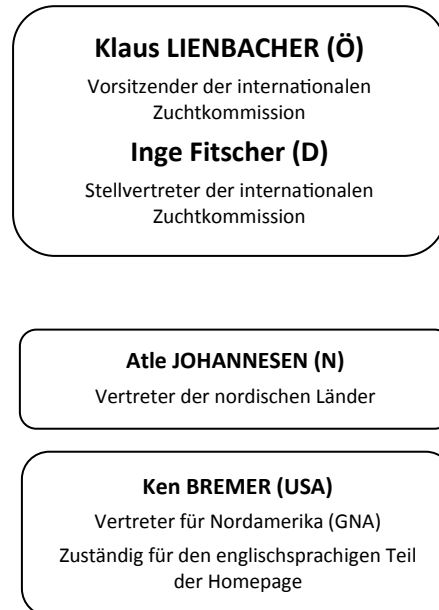 Klaus LIENBACHER (Ö)
Vorsitzender der internationalen
Zuchtkommission
Inge Fitscher (D)
Stellvertreter der internationalen
Zuchtkommission
Atle JOHANNESEN (N)
Vertreter der nordischen Länder
Ken BREMER (USA)
Vertreter für Nordamerika (GNA)
Zuständig für den englischsprachigen Teil
der Homepage